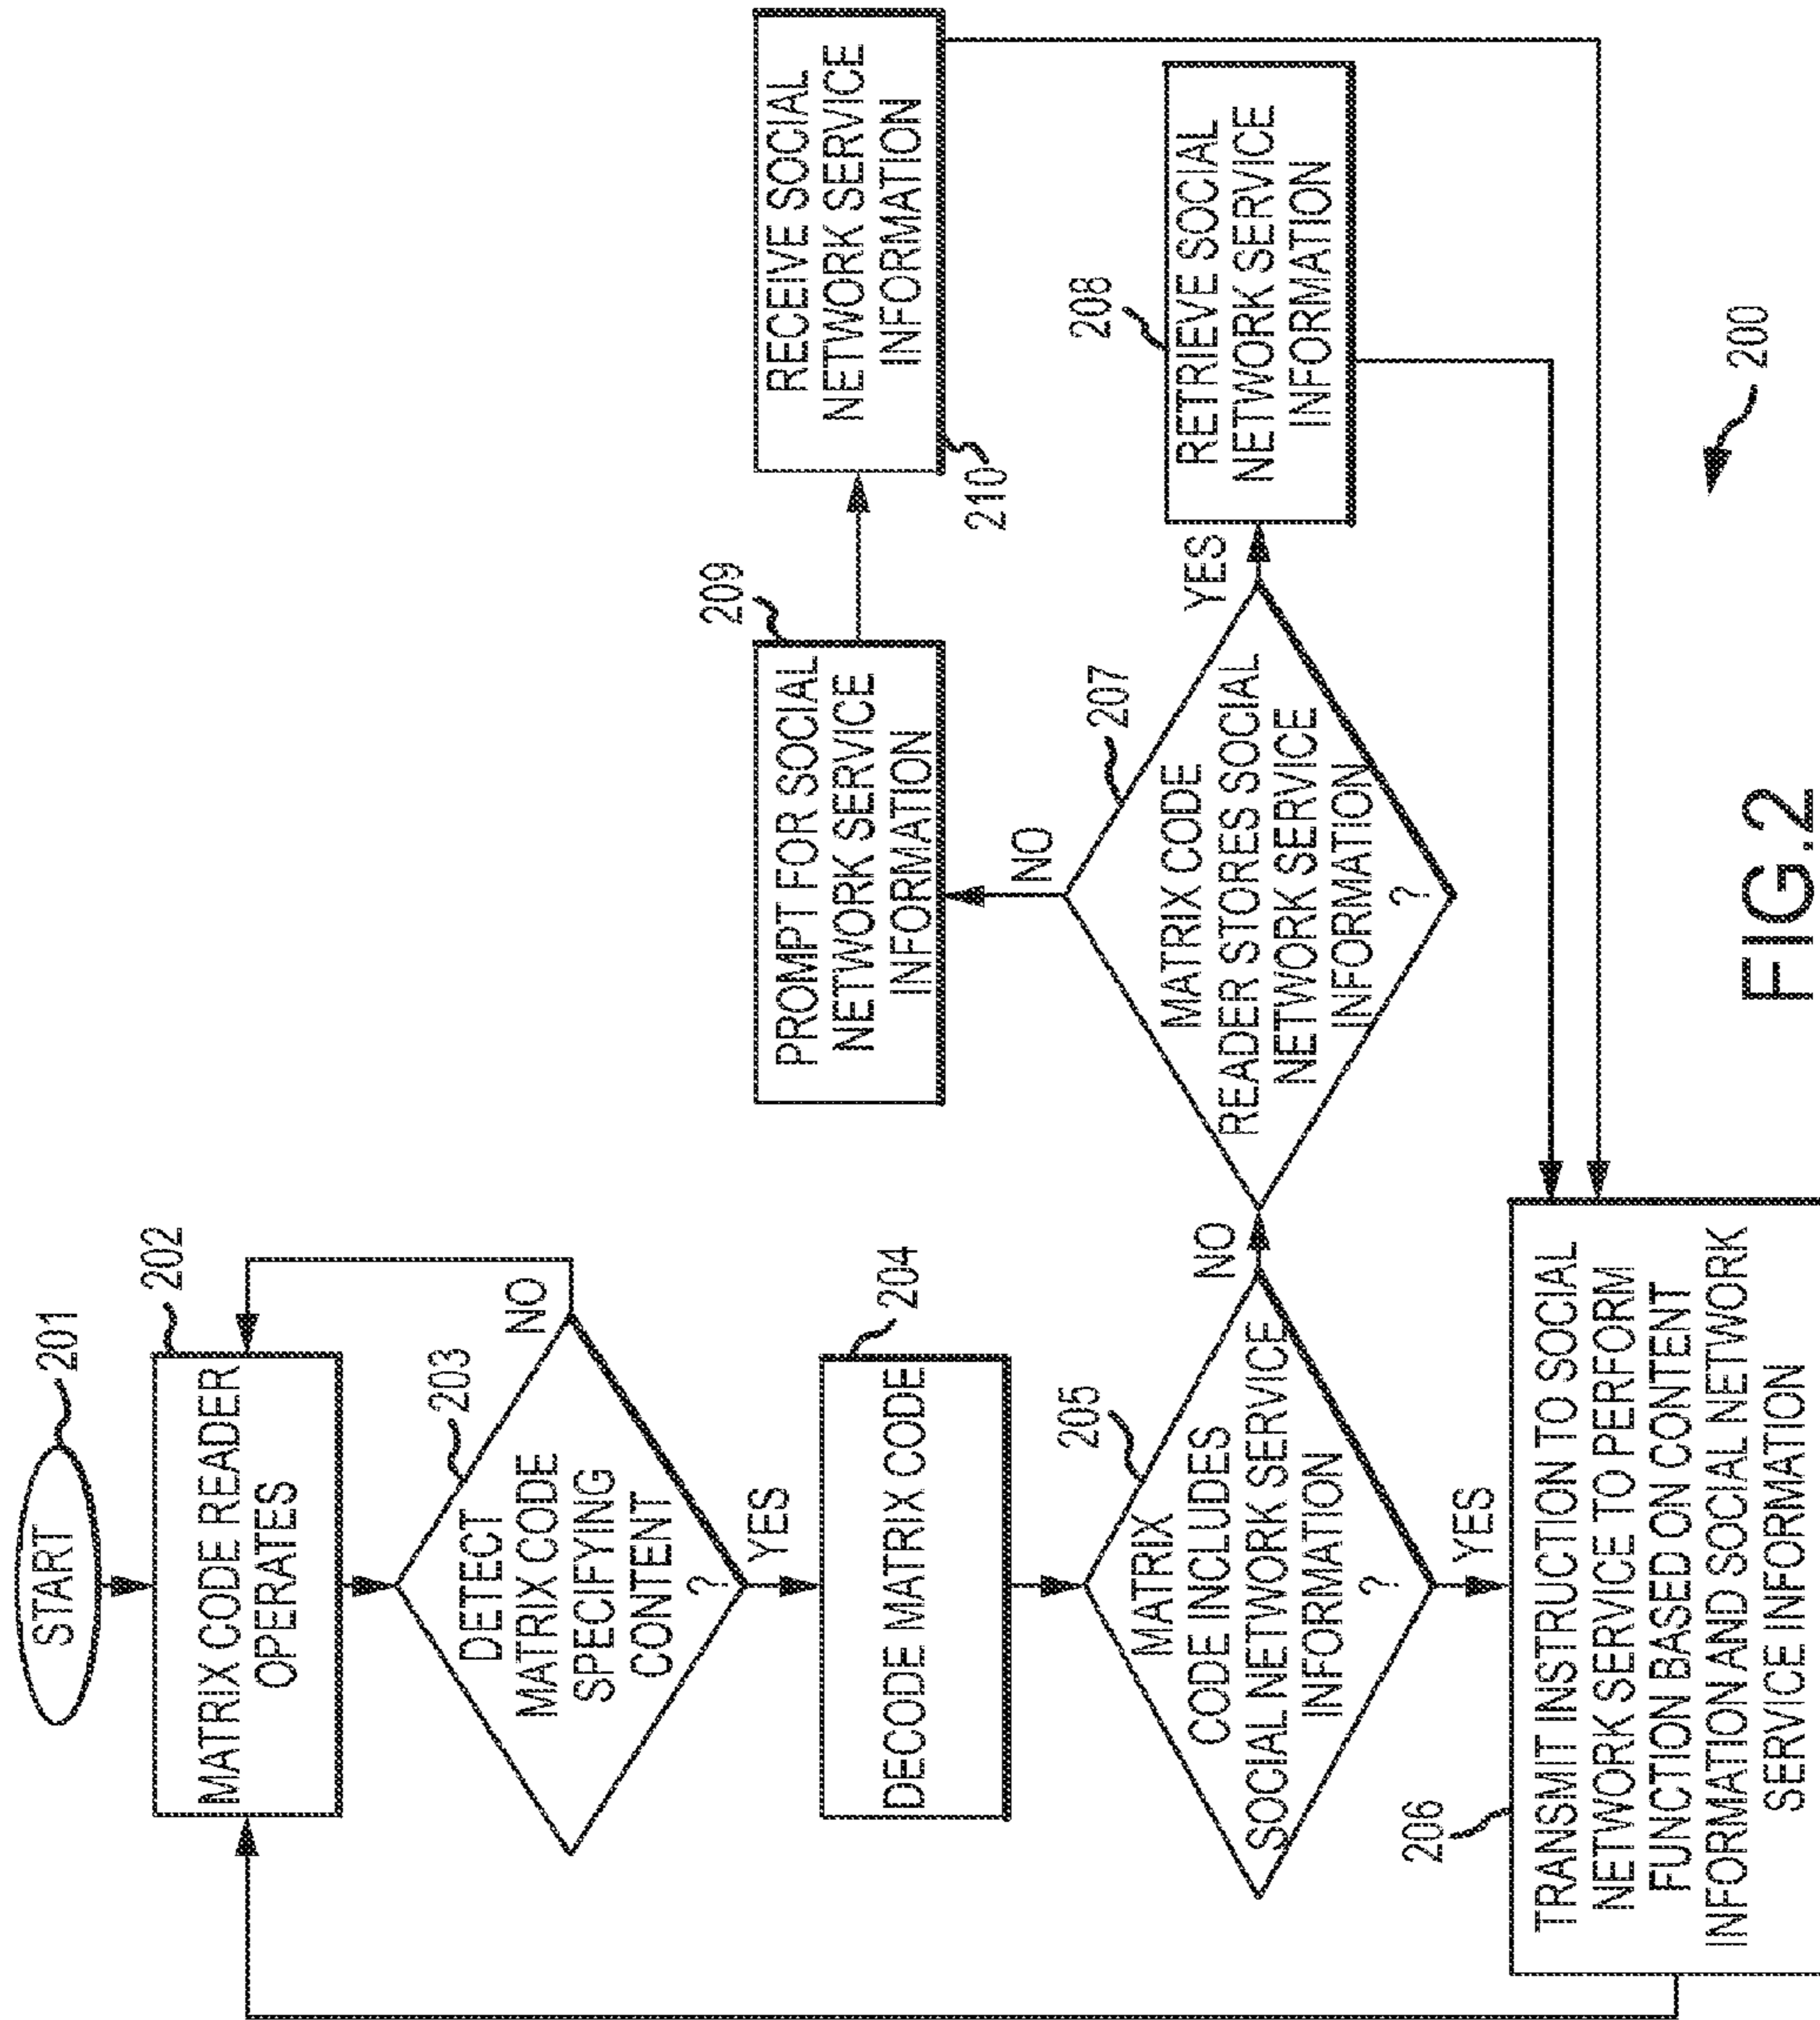 START
201
MATRIX CODE READER
OPERATES
202
DETECT
MATRIX CODE
SPECIFYING
CONTENT
?
203
NO
YES
DECODE MATRIX CODE
204
MATRIX
CODE INCLUDES
SOCIAL NETWORK SERVICE
INFORMATION
?
205
NO
YES
206
TRANSMIT INSTRUCTION TO SOCIAL
NETWORK SERVICE TO PERFORM
FUNCTION BASED ON CONTENT
INFORMATION AND SOCIAL NETWORK
SERVICE INFORMATION
MATRIX CODE
READER STORES SOCIAL
NETWORK SERVICE
INFORMATION
?
207
NO
YES
208
RETRIEVE SOCIAL
NETWORK SERVICE
INFORMATION
209
PROMPT FOR SOCIAL
NETWORK SERVICE
INFORMATION
RECEIVE SOCIAL
NETWORK SERVICE
INFORMATION
210
200
FIG.2